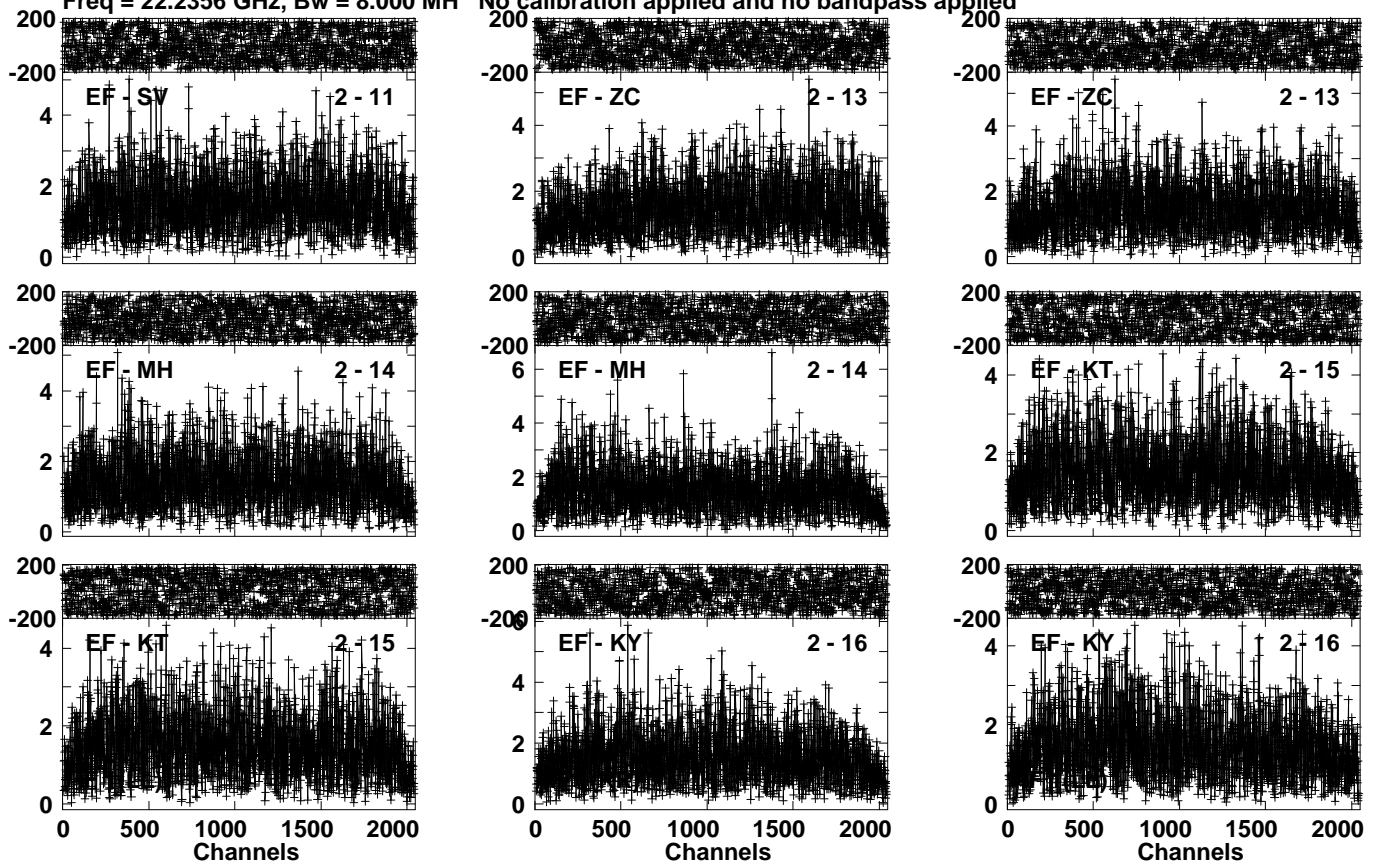 Freq = 22.2356 GHz, Bw = 8.000 MH No calibration applied and no bandpass applied
200 200 200
-200 -200 -200
EF - SV 2 - 11 EF - ZC 2 - 13 EF - ZC 2 - 13
4 4 4
2 2 2
0 0 0
200 200 200
-200 -200 -200
EF - MH 2 - 14 EF - MH 2 - 14 EF - KT 2 - 15
4 6 4
2 4 2
0 2 0
0
200 200 200
-200 -200 -200
EF - KT 2 - 15 EF - KY 2 - 16 EF - KY 2 - 16
4 6 4
2 4 2
0 2 0
0
0 500 1000 1500 2000 0 500 1000 1500 2000 0 500 1000 1500 2000
Channels Channels Channels